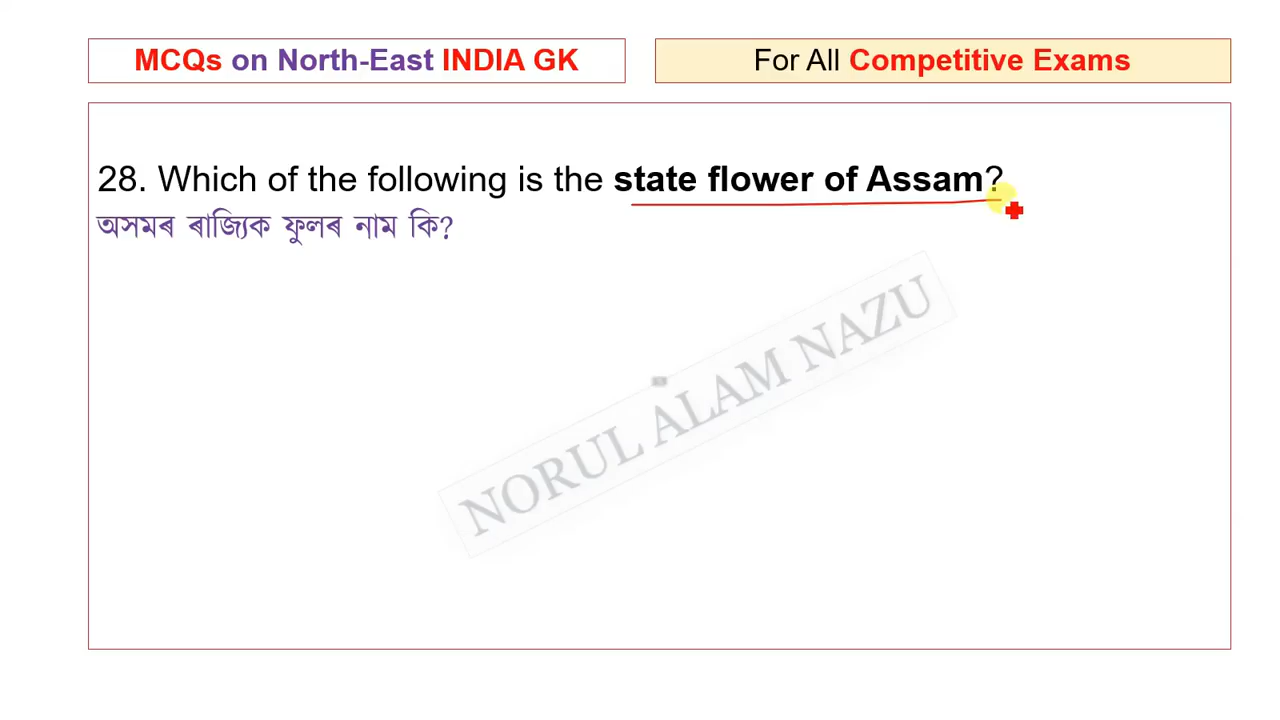 MCQs on North-East INDIA GK
For All Competitive Exams
28. Which of the following is the state flower of Assam?
অসমৰ ৰাজ্যিক ফুলৰ নাম কি?
NORUL ALAM NAZU